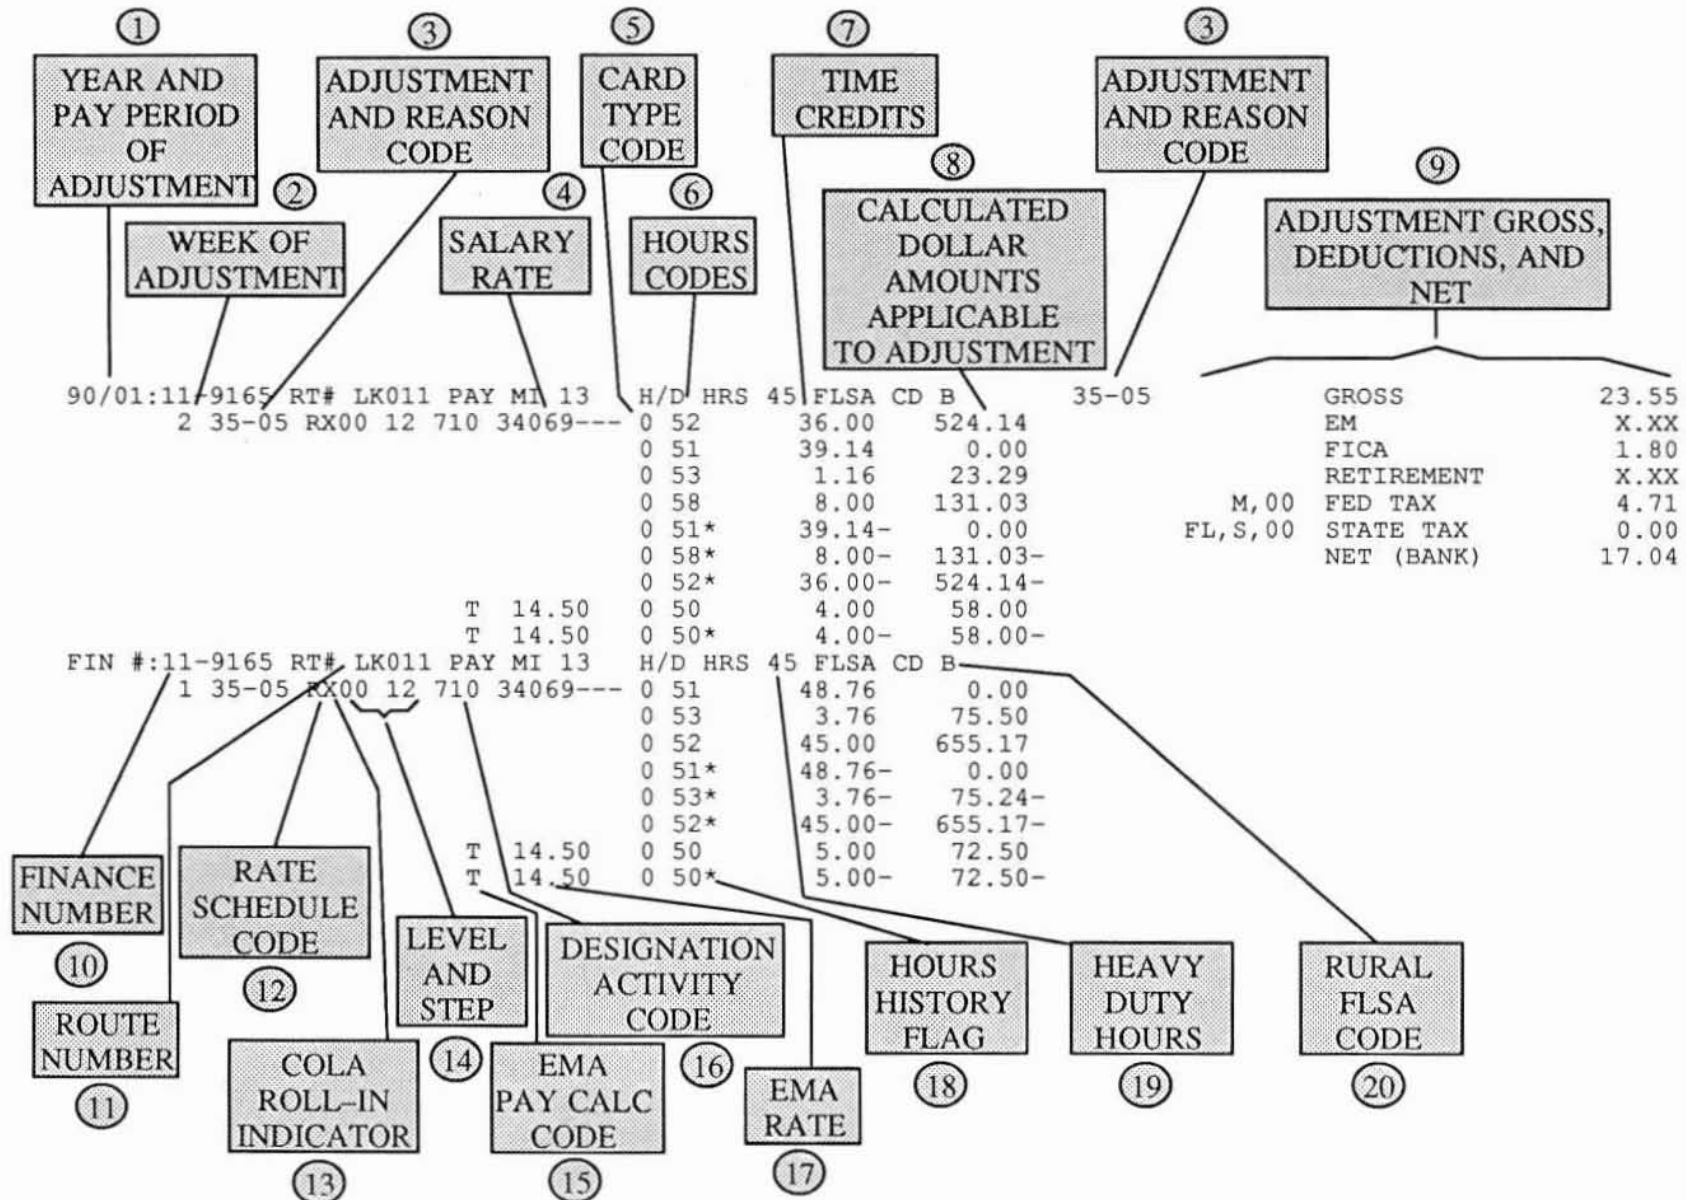 1
YEAR AND
PAY PERIOD
OF
ADJUSTMENT
2
WEEK OF
ADJUSTMENT
3
ADJUSTMENT
AND REASON
CODE
4
SALARY
RATE
5
CARD
TYPE
CODE
6
HOURS
CODES
7
TIME
CREDITS
8
CALCULATED
DOLLAR
AMOUNTS
APPLICABLE
TO ADJUSTMENT
3
ADJUSTMENT
AND REASON
CODE
9
ADJUSTMENT GROSS,
DEDUCTIONS, AND
NET
90/01:11-9165 RT# LK011 PAY MI 13 H/D HRS 45 FLSA CD B 35-05 GROSS 23.55
2 35-05 RX00 12 710 34069--- 0 52 36.00 524.14 EM X.XX
0 51 39.14 0.00 FICA 1.80
0 53 1.16 23.29 RETIREMENT X.XX
0 58 8.00 131.03 M,00 FED TAX 4.71
0 51* 39.14- 0.00 FL,S,00 STATE TAX 0.00
0 58* 8.00- 131.03- NET (BANK) 17.04
0 52* 36.00- 524.14-
T 14.50 0 50 4.00 58.00
T 14.50 0 50* 4.00- 58.00-
FIN #:11-9165 RT# LK011 PAY MI 13 H/D HRS 45 FLSA CD B
1 35-05 RX00 12 710 34069--- 0 51 48.76 0.00
0 53 3.76 75.50
0 52 45.00 655.17
0 51* 48.76- 0.00
0 53* 3.76- 75.24-
0 52* 45.00- 655.17-
T 14.50 0 50 5.00 72.50
T 14.50 0 50* 5.00- 72.50-
FINANCE
NUMBER
10
ROUTE
NUMBER
11
RATE
SCHEDULE
CODE
12
COLA
ROLL-IN
INDICATOR
13
LEVEL
AND
STEP
14
EMA
PAY CALC
CODE
15
DESIGNATION
ACTIVITY
CODE
16
EMA
RATE
17
HOURS
HISTORY
FLAG
18
HEAVY
DUTY
HOURS
19
RURAL
FLSA
CODE
20